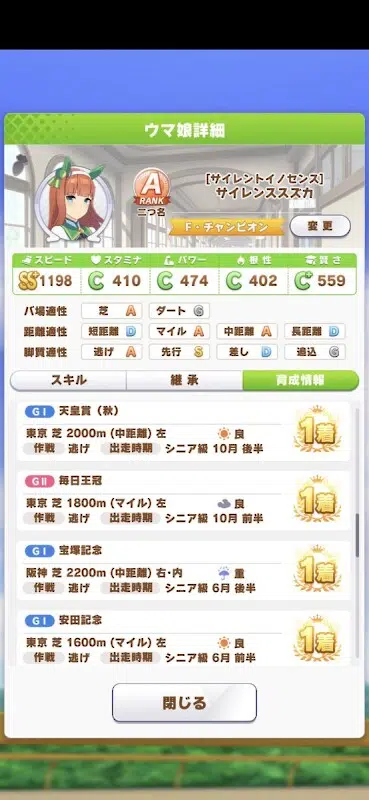 ウマ娘詳細
A
RANK
二つ名
[サイレントイノセンス]
サイレンススズカ
F・チャンピオン
変更
スピード スタミナ パワー 根性 賢さ
SS 1198 C 410 C 474 C 402 C+ 559
バ場適性 芝 A ダート G
距離適性 短距離 D マイル A 中距離 A 長距離 D
脚質適性 逃げ A 先行 S 差し D 追込 G
スキル 継承 育成情報
GⅠ 天皇賞（秋）
東京 芝 2000m (中距離) 左 良
作戦 逃げ 出走時期 シニア級 10月 後半
1着
GⅡ 毎日王冠
東京 芝 1800m (マイル) 左 良
作戦 逃げ 出走時期 シニア級 10月 前半
1着
GⅠ 宝塚記念
阪神 芝 2200m (中距離) 右・内 重
作戦 逃げ 出走時期 シニア級 6月 後半
1着
GⅠ 安田記念
東京 芝 1600m (マイル) 左 良
作戦 逃げ 出走時期 シニア級 6月 前半
1着
閉じる